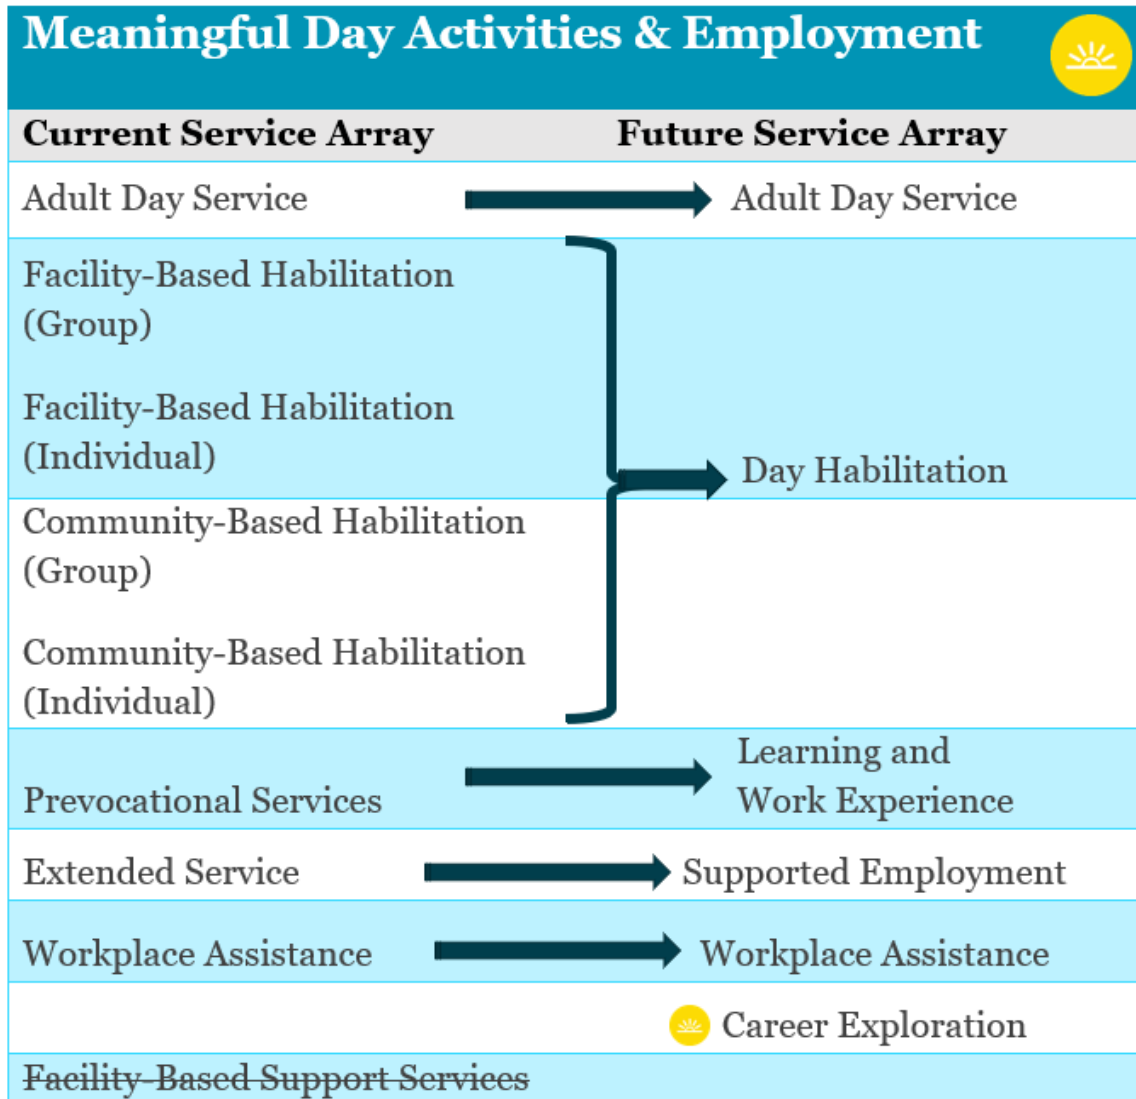 Meaningful Day Activities & Employment
Current Service Array Future Service Array
Adult Day Service Adult Day Service
Facility-Based Habilitation
(Group)
Facility-Based Habilitation
(Individual)
Day Habilitation
Community-Based Habilitation
(Group)
Community-Based Habilitation
(Individual)
Learning and
Prevocational Services Work Experience
Extended Service Supported Employment
Workplace Assistance Workplace Assistance
Career Exploration
Facility-Based Support Services